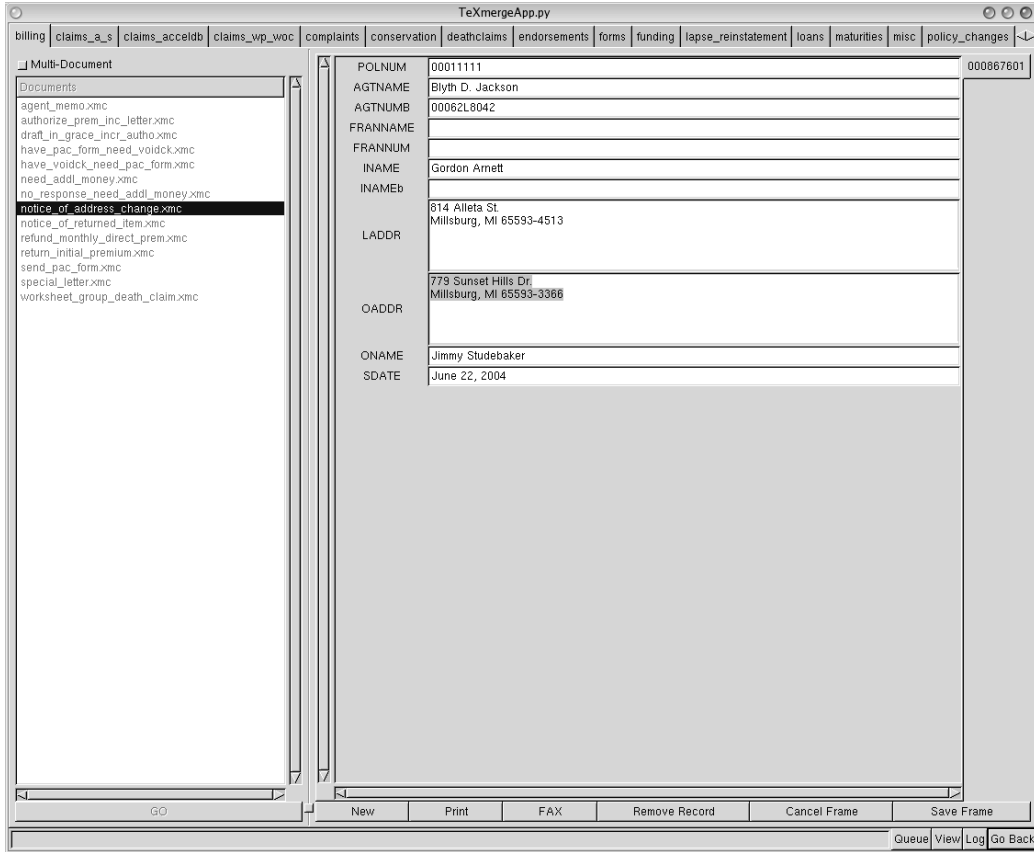 TeXmergeApp.py
billing claims_a_s claims_acceldb claims_wp_woc complaints conservation deathclaims endorsements forms funding lapse_reinstatement loans maturities misc policy_changes
Multi-Document
Documents
agent_memo.xmc
authorize_prem_inc_letter.xmc
draft_in_grace_incr_autho.xmc
have_pac_form_need_voidck.xmc
have_voidck_need_pac_form.xmc
need_addl_money.xmc
no_response_need_addl_money.xmc
notice_of_address_change.xmc
notice_of_returned_item.xmc
refund_monthly_direct_prem.xmc
return_initial_premium.xmc
send_pac_form.xmc
special_letter.xmc
worksheet_group_death_claim.xmc
GO
POLNUM 00011111
AGTNAME Blyth D. Jackson
AGTNUMB 00062L8042
FRANNAME
FRANNUM
INAME Gordon Arnett
INAMEb
LADDR 814 Alleta St.
Millsburg, MI 65593-4513
OADDR 779 Sunset Hills Dr.
Millsburg, MI 65593-3366
ONAME Jimmy Studebaker
SDATE June 22, 2004
000867601
New Print FAX Remove Record Cancel Frame Save Frame
Queue View Log Go Back